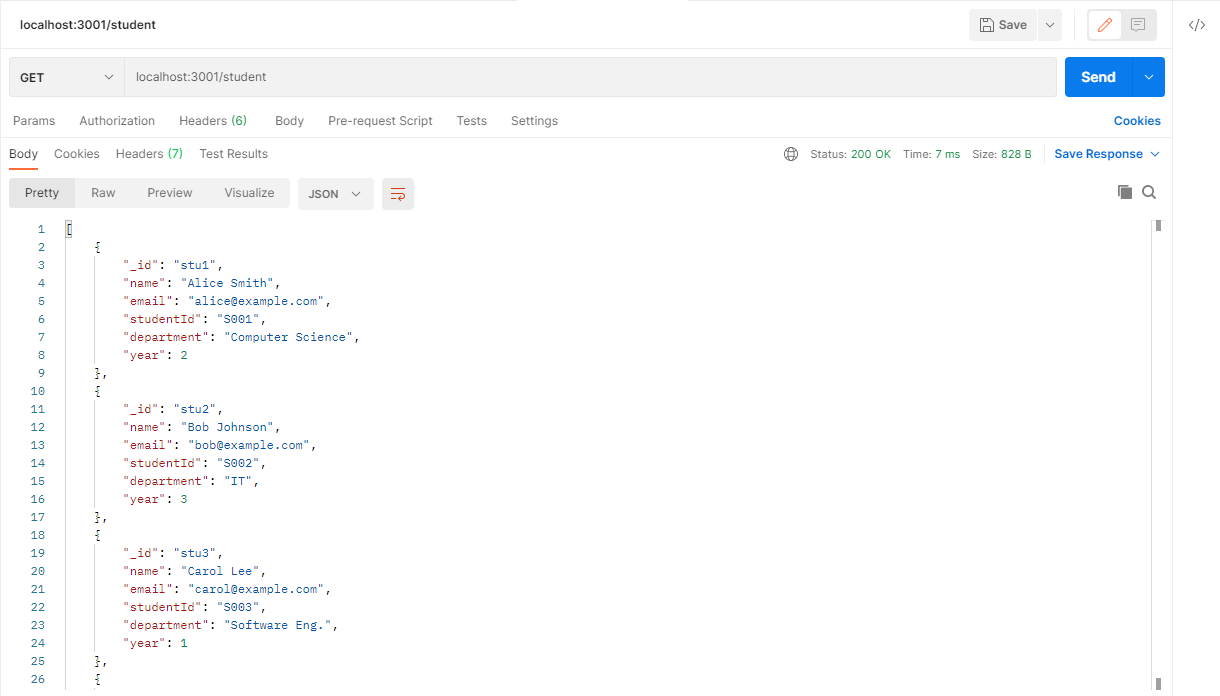 localhost:3001/student
Save
</>
GET
localhost:3001/student
Send
Params Authorization Headers (6) Body Pre-request Script Tests Settings Cookies
Body Cookies Headers (7) Test Results Status: 200 OK Time: 7 ms Size: 828 B Save Response
Pretty Raw Preview Visualize JSON
1 [
2 {
3 "_id": "stu1",
4 "name": "Alice Smith",
5 "email": "alice@example.com",
6 "studentId": "S001",
7 "department": "Computer Science",
8 "year": 2
9 },
10 {
11 "_id": "stu2",
12 "name": "Bob Johnson",
13 "email": "bob@example.com",
14 "studentId": "S002",
15 "department": "IT",
16 "year": 3
17 },
18 {
19 "_id": "stu3",
20 "name": "Carol Lee",
21 "email": "carol@example.com",
22 "studentId": "S003",
23 "department": "Software Eng.",
24 "year": 1
25 },
26 {